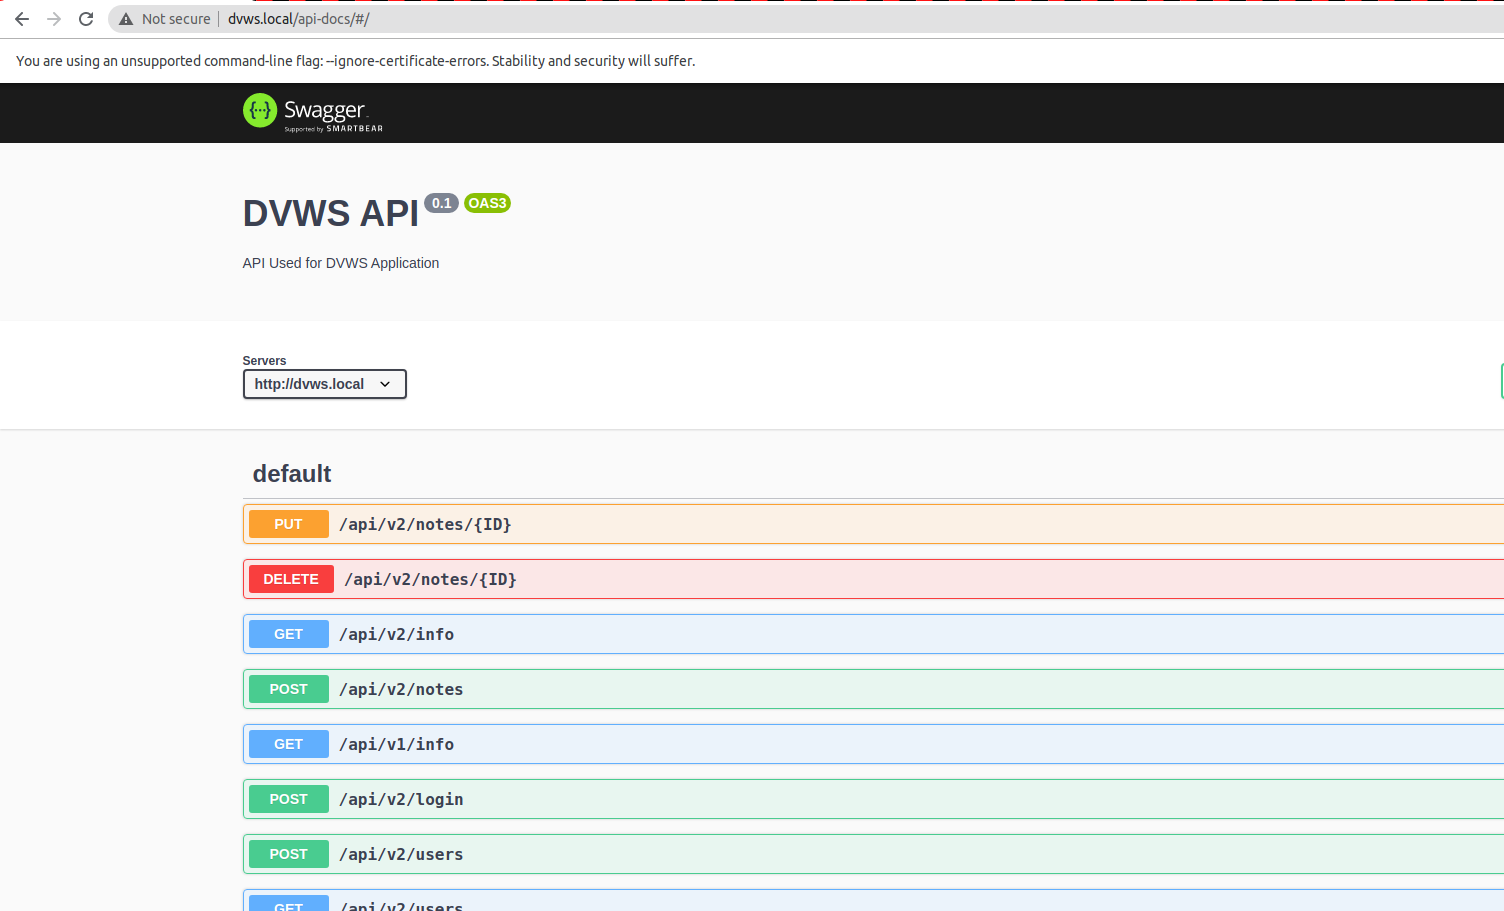 Not secure dvws.local/api-docs/#/
You are using an unsupported command-line flag: --ignore-certificate-errors. Stability and security will suffer.
{···} Swagger™
Supported by SMARTBEAR
DVWS API 0.1 OAS3
API Used for DVWS Application
Servers
http://dvws.local
default
PUT /api/v2/notes/{ID}
DELETE /api/v2/notes/{ID}
GET /api/v2/info
POST /api/v2/notes
GET /api/v1/info
POST /api/v2/login
POST /api/v2/users
GET /api/v2/users